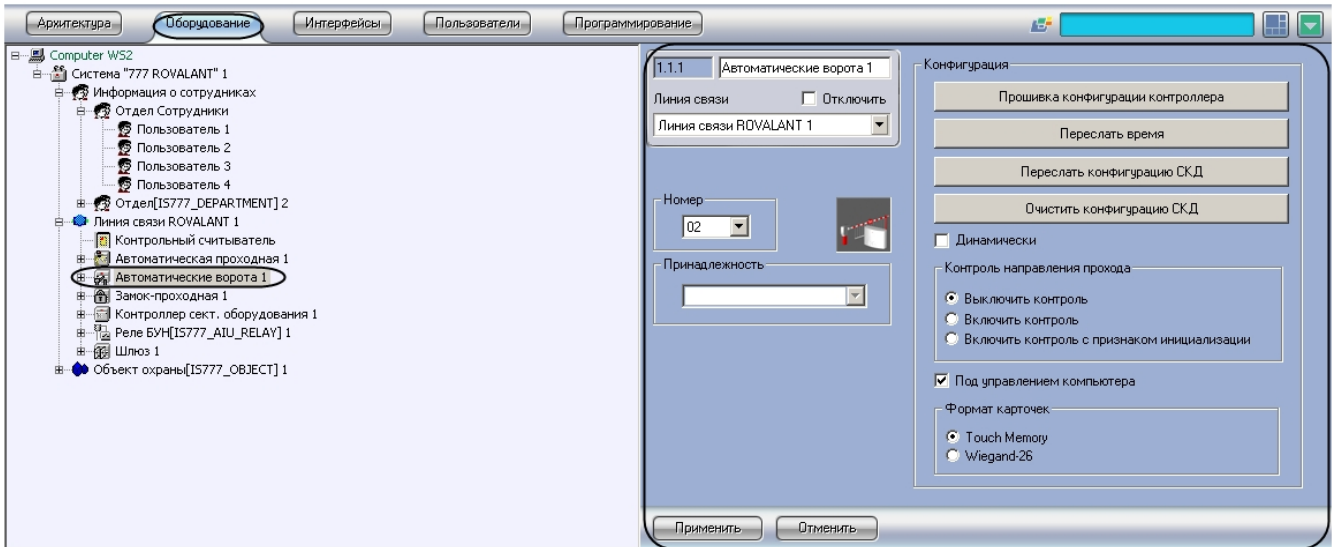 Архитектура Оборудование Интерфейсы Пользователи Программирование
Computer WS2
Система "777 ROVALANT" 1
Информация о сотрудниках
Отдел Сотрудники
Пользователь 1
Пользователь 2
Пользователь 3
Пользователь 4
Отдел[IS777_DEPARTMENT] 2
Линия связи ROVALANT 1
Контрольный считыватель
Автоматическая проходная 1
Автоматические ворота 1
Замок-проходная 1
Контроллер сект. оборудования 1
Реле БУН[IS777_AIU_RELAY] 1
Шлюз 1
Объект охраны[IS777_OBJECT] 1
1.1.1 Автоматические ворота 1
Линия связи Отключить
Линия связи ROVALANT 1
Номер
02
Принадлежность
Конфигурация
Прошивка конфигурации контроллера
Переслать время
Переслать конфигурацию СКД
Очистить конфигурацию СКД
Динамически
Контроль направления прохода
Выключить контроль
Включить контроль
Включить контроль с признаком инициализации
Под управлением компьютера
Формат карточек
Touch Memory
Wiegand-26
Применить Отменить